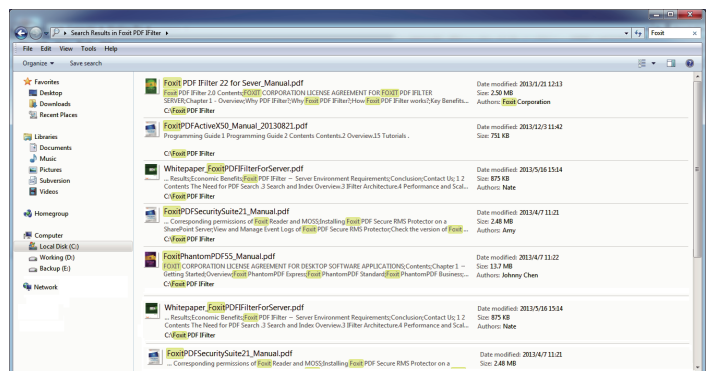 Search Results in Foxit PDF IFilter
Foxit
File Edit View Tools Help
Organize Save search
Favorites
Desktop
Downloads
Recent Places
Libraries
Documents
Music
Pictures
Subversion
Videos
Homegroup
Computer
Local Disk (C:)
Working (D:)
Backup (E:)
Network
Foxit PDF IFilter 22 for Sever_Manual.pdf
Foxit PDF IFilter 2.0 Contents;FOXIT CORPORATION LICENSE AGREEMENT FOR FOXIT PDF IFILTER
SERVER;Chapter 1 - Overview;Why PDF IFilter?;Why Foxit PDF IFilter?;How Foxit PDF IFilter works?;Key Benefits...
C:\Foxit PDF IFilter
Date modified: 2013/1/21 12:13
Size: 2.50 MB
Authors: Foxit Corporation
FoxitPDFActiveX50_Manual_20130821.pdf
Programming Guide 1 Programming Guide 2 Contents Contents.2 Overview.15 Tutorials .
C:\Foxit PDF IFilter
Date modified: 2013/12/3 11:42
Size: 751 KB
Whitepaper_FoxitPDFIFilterForServer.pdf
... Results;Economic Benefits;Foxit PDF IFilter – Server Environment Requirements;Conclusion;Contact Us; 1 2
Contents The Need for PDF Search .3 Search and Index Overview.3 IFilter Architecture.4 Performance and Scal...
C:\Foxit PDF IFilter
Date modified: 2013/5/16 15:14
Size: 875 KB
Authors: Nate
FoxitPDFSecuritySuite21_Manual.pdf
... Corresponding permissions of Foxit Reader and MOSS;Installing Foxit PDF Secure RMS Protector on a
SharePoint Server;View and Manage Event Logs of Foxit PDF Secure RMS Protector;Check the version of Foxit ...
C:\Foxit PDF IFilter
Date modified: 2013/4/7 11:21
Size: 2.48 MB
Authors: Amy
FoxitPhantomPDF55_Manual.pdf
FOXIT CORPORATION LICENSE AGREEMENT FOR DESKTOP SOFTWARE APPLICATIONS;Contents;Chapter 1 –
Getting Started;Overview;Foxit PhantomPDF Express;Foxit PhantomPDF Standard;Foxit PhantomPDF Business;...
C:\Foxit PDF IFilter
Date modified: 2013/4/7 11:22
Size: 13.7 MB
Authors: Johnny Chen
Whitepaper_FoxitPDFIFilterForServer.pdf
... Results;Economic Benefits;Foxit PDF IFilter – Server Environment Requirements;Conclusion;Contact Us; 1 2
Contents The Need for PDF Search .3 Search and Index Overview.3 IFilter Architecture.4 Performance and Scal...
C:\Foxit PDF IFilter
Date modified: 2013/5/16 15:14
Size: 875 KB
Authors: Nate
FoxitPDFSecuritySuite21_Manual.pdf
... Corresponding permissions of Foxit Reader and MOSS;Installing Foxit PDF Secure RMS Protector on a
Date modified: 2013/4/7 11:21
Size: 2.48 MB